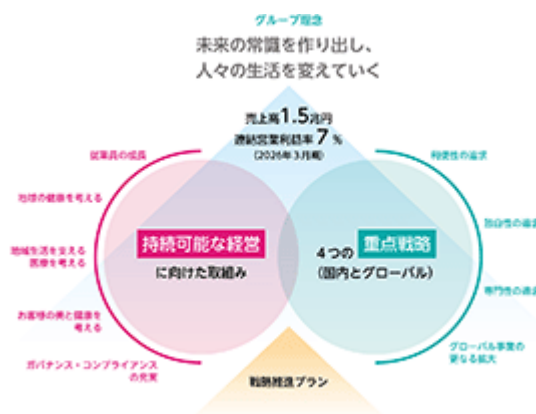 グループ理念
未来の常識を作り出し、
人々の生活を変えていく
売上高1.5兆円
連結営業利益率7%
(2026年3月期)
従業員の成長
地球の健康を考える
地域生活を支える
医療を考える
お客様の美と健康を
考える
ガバナンス・コンプライアンス
の充実
持続可能な経営
に向けた取組み
4つの重点戦略
(国内とグローバル)
利便性の追求
独自性の追求
専門性の追求
グローバル事業の
更なる拡大
戦略推進プラン